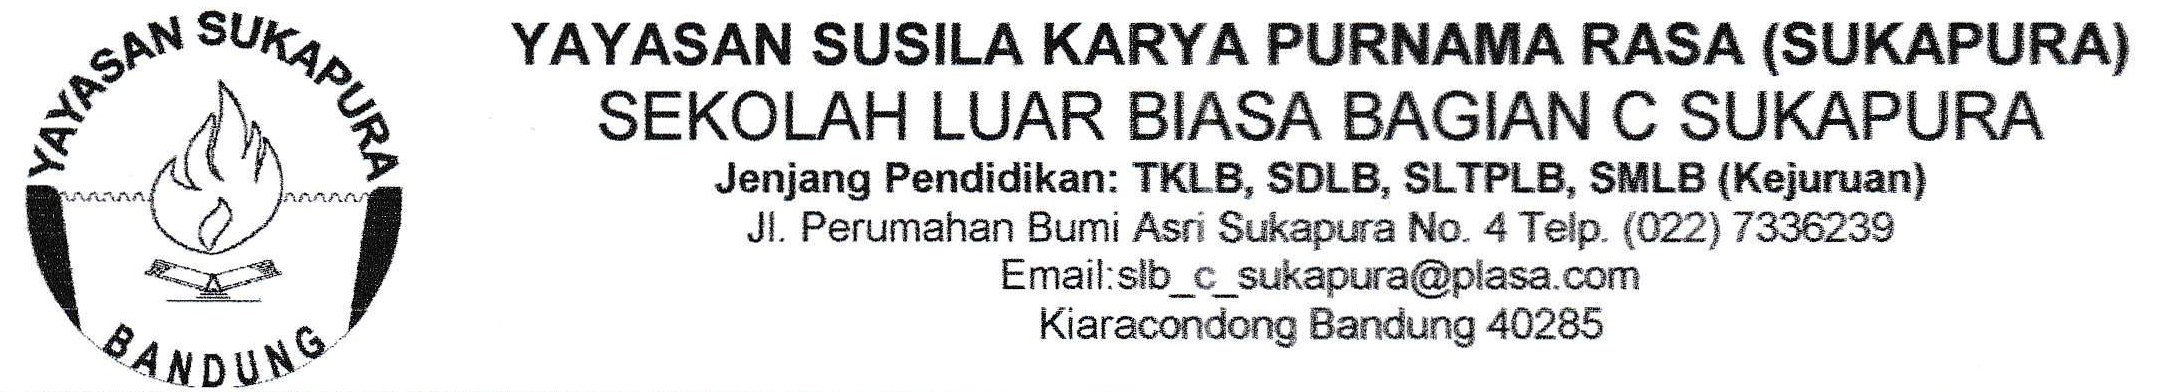 YAYASAN SUKAPURA
BANDUNG
YAYASAN SUSILA KARYA PURNAMA RASA (SUKAPURA)
SEKOLAH LUAR BIASA BAGIAN C SUKAPURA
Jenjang Pendidikan: TKLB, SDLB, SLTPLB, SMLB (Kejuruan)
Jl. Perumahan Bumi Asri Sukapura No. 4 Telp. (022) 7336239
Email:slb_c_sukapura@plasa.com
Kiaracondong Bandung 40285